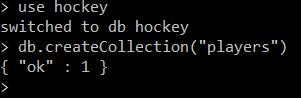 > use hockey
switched to db hockey
> db.createCollection("players")
{ "ok" : 1 }
>